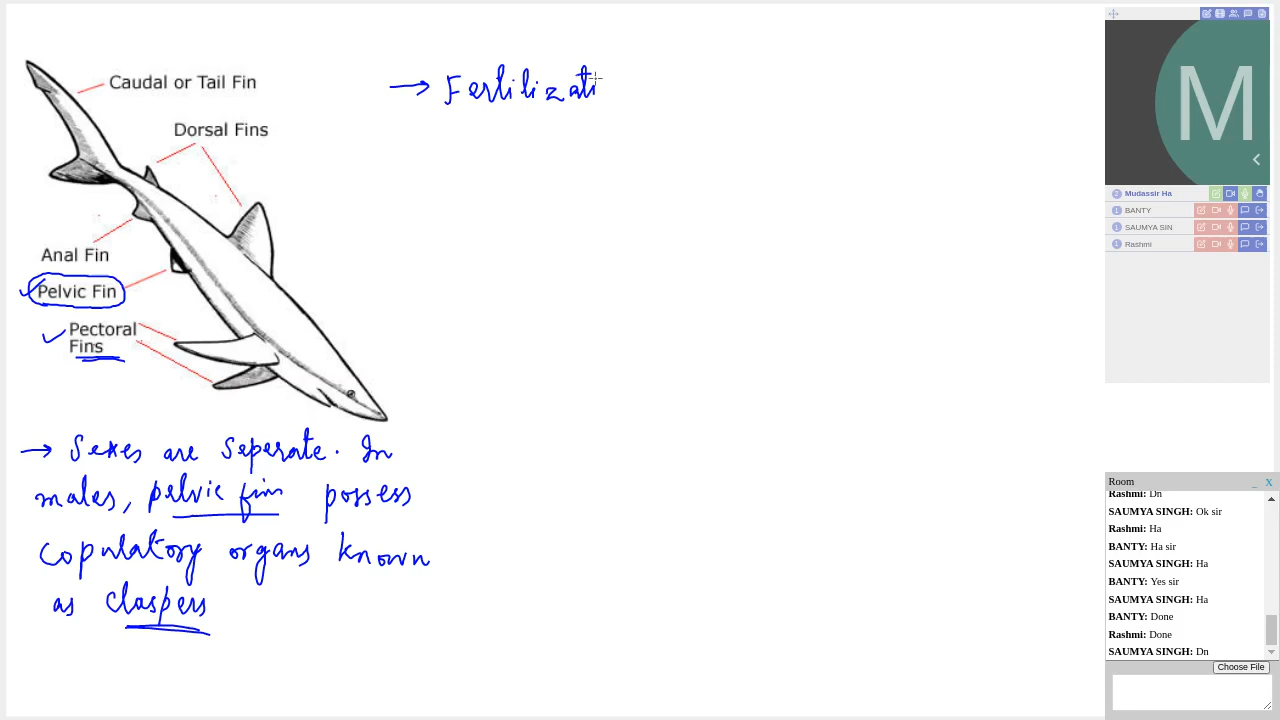 Caudal or Tail Fin
Dorsal Fins
Anal Fin
Pelvic Fin
Pectoral
Fins
→ Fertilizati
→ Sexes are Seperate. In
males, pelvic fins possess
copulatory organs known
as claspers
M
Mudassir Ha
BANTY
SAUMYA SIN
Rashmi
Room
_ X
Rashmi: Dn
SAUMYA SINGH: Ok sir
Rashmi: Ha
BANTY: Ha sir
SAUMYA SINGH: Ha
BANTY: Yes sir
SAUMYA SINGH: Ha
BANTY: Done
Rashmi: Done
SAUMYA SINGH: Dn
Choose File